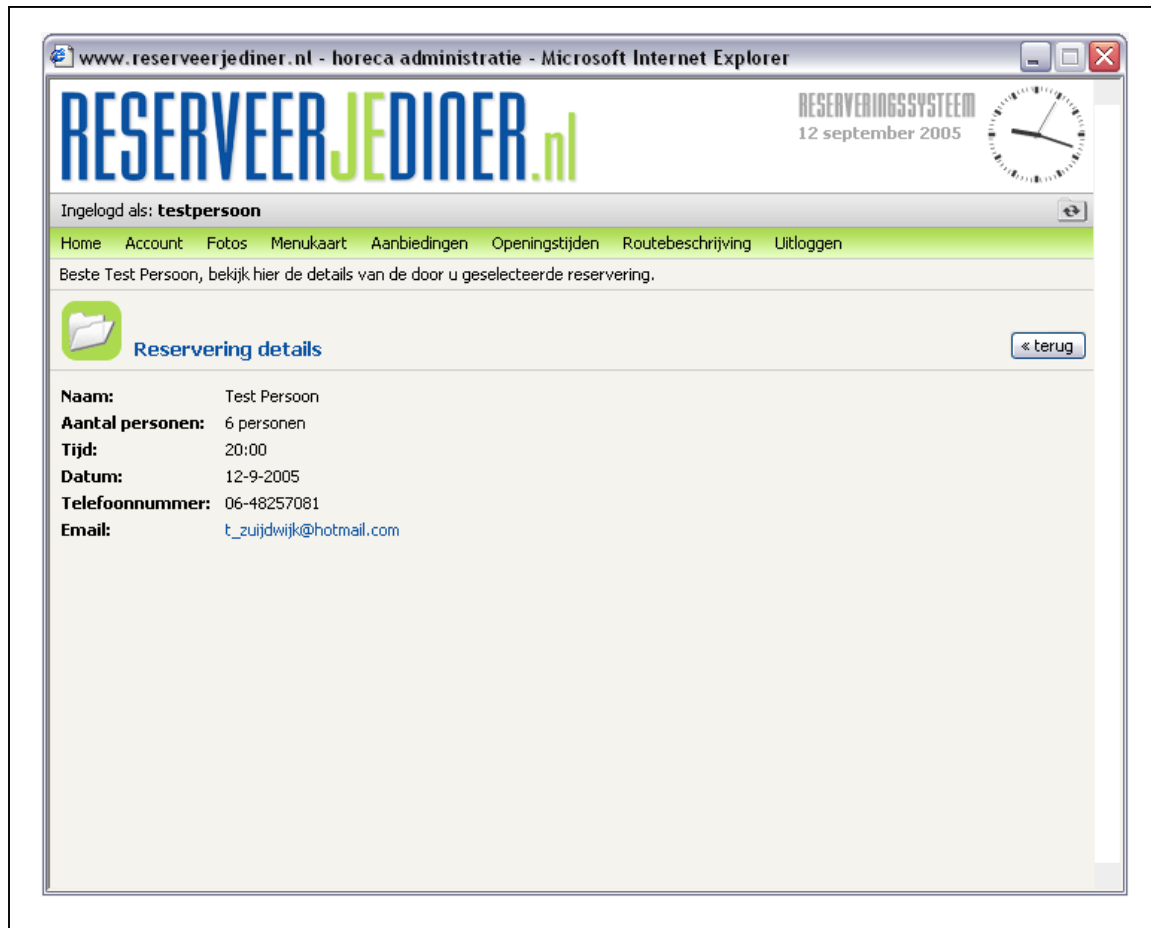 www.reserveerjediner.nl - horeca administratie - Microsoft Internet Explorer
RESERVEERJEDINER.nl
RESERVERINGSSYSTEEM
12 september 2005
Ingelogd als: testpersoon
Home Account Fotos Menukaart Aanbiedingen Openingstijden Routebeschrijving Uitloggen
Beste Test Persoon, bekijk hier de details van de door u geselecteerde reservering.
Reservering details
« terug
Naam: Test Persoon
Aantal personen: 6 personen
Tijd: 20:00
Datum: 12-9-2005
Telefoonnummer: 06-48257081
Email: t_zuijdwijk@hotmail.com